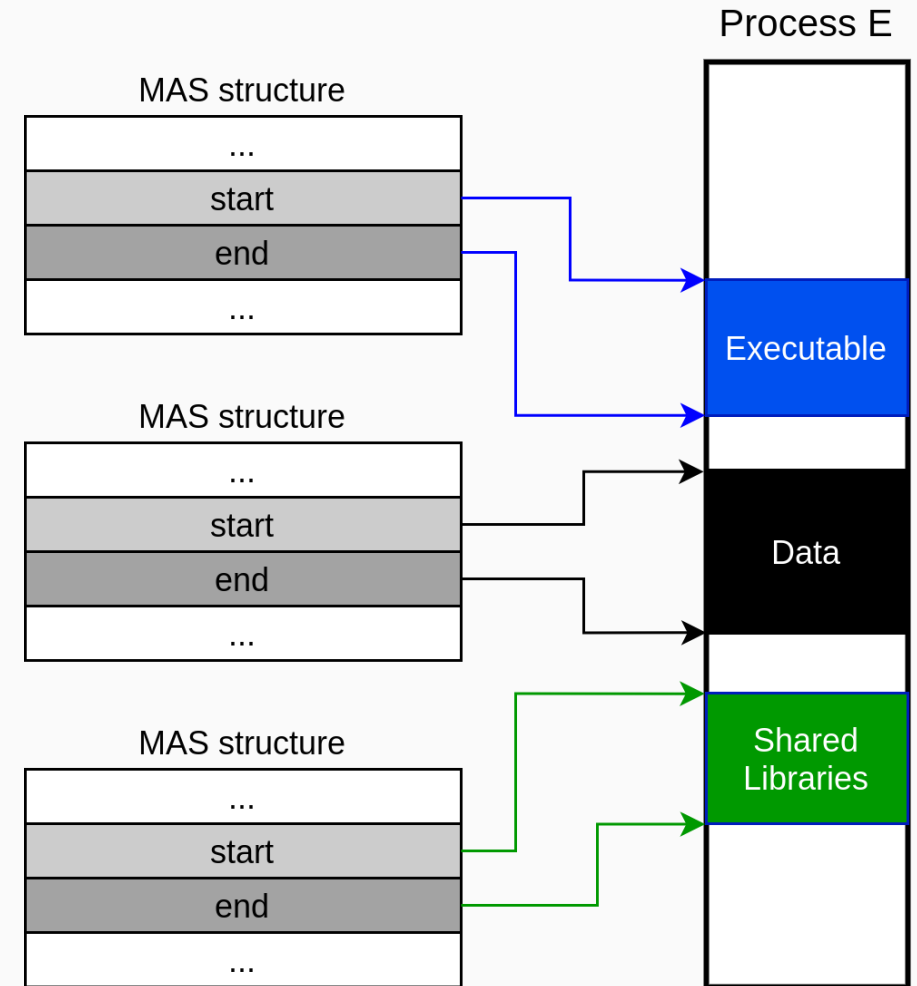 Process E
MAS structure
...
start
end
...
Executable
MAS structure
...
start
end
...
Data
MAS structure
...
start
end
...
Shared
Libraries